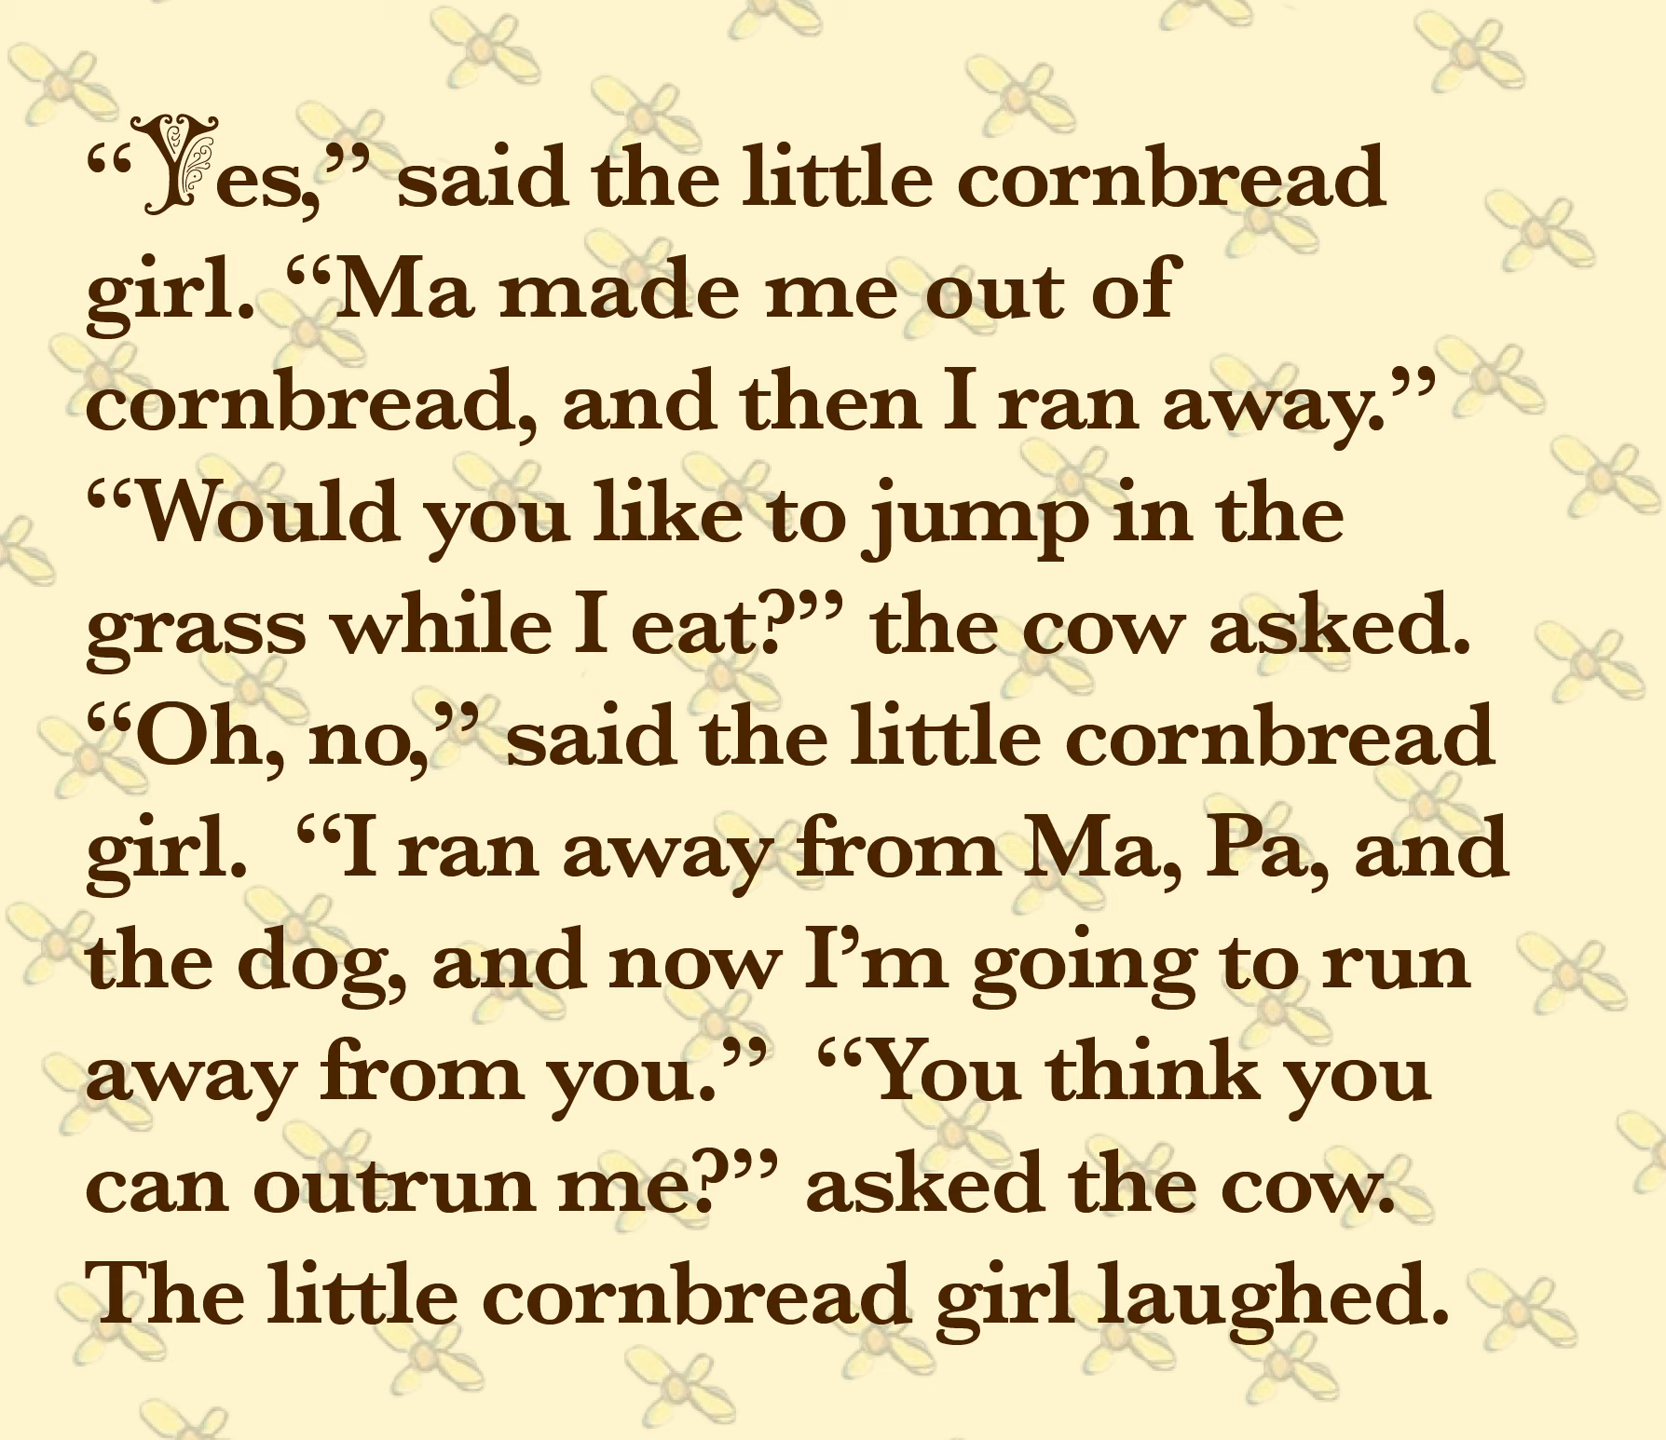 “Yes,” said the little cornbread
girl. “Ma made me out of
cornbread, and then I ran away.”
“Would you like to jump in the
grass while I eat?” the cow asked.
“Oh, no,” said the little cornbread
girl.  “I ran away from Ma, Pa, and
the dog, and now I’m going to run
away from you.”  “You think you
can outrun me?” asked the cow.
The little cornbread girl laughed.